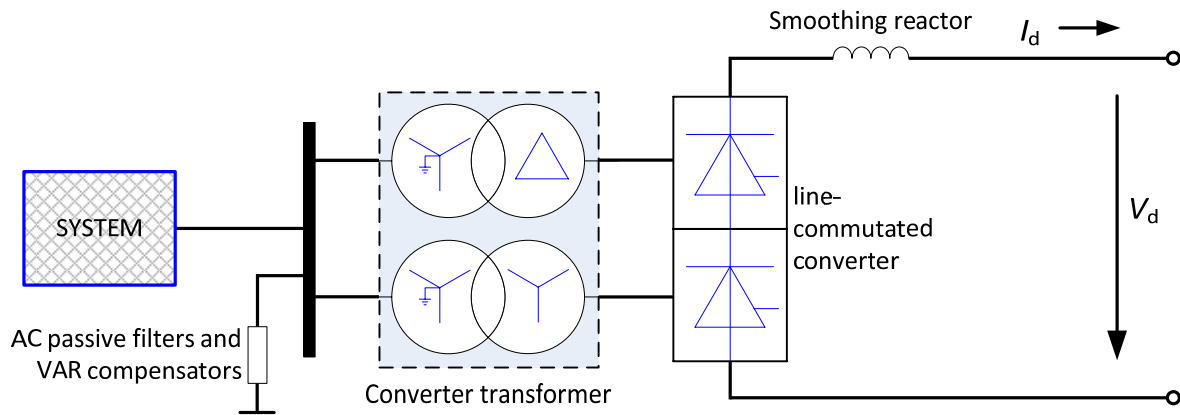 Smoothing reactor
Id
SYSTEM
line-
commutated
converter
Vd
AC passive filters and
VAR compensators
Converter transformer